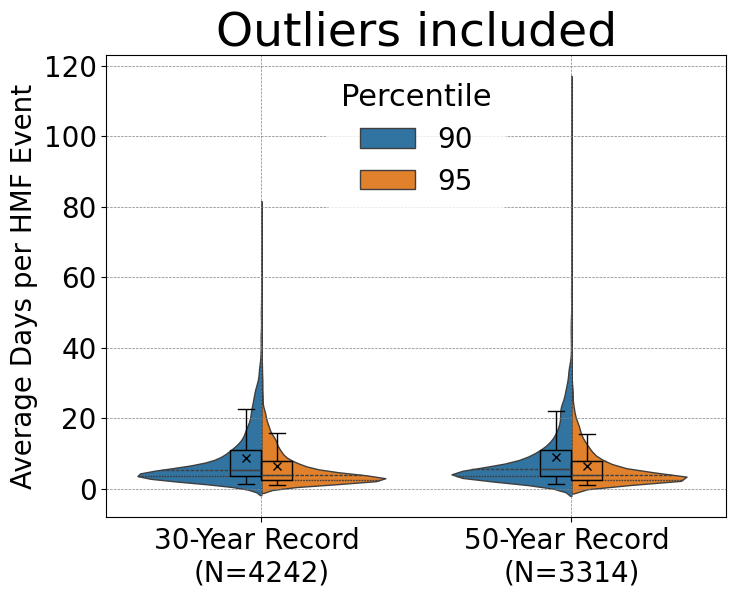 Outliers included
Average Days per HMF Event
120
100
80
60
40
20
0
Percentile
90
95
30-Year Record
(N=4242)
50-Year Record
(N=3314)